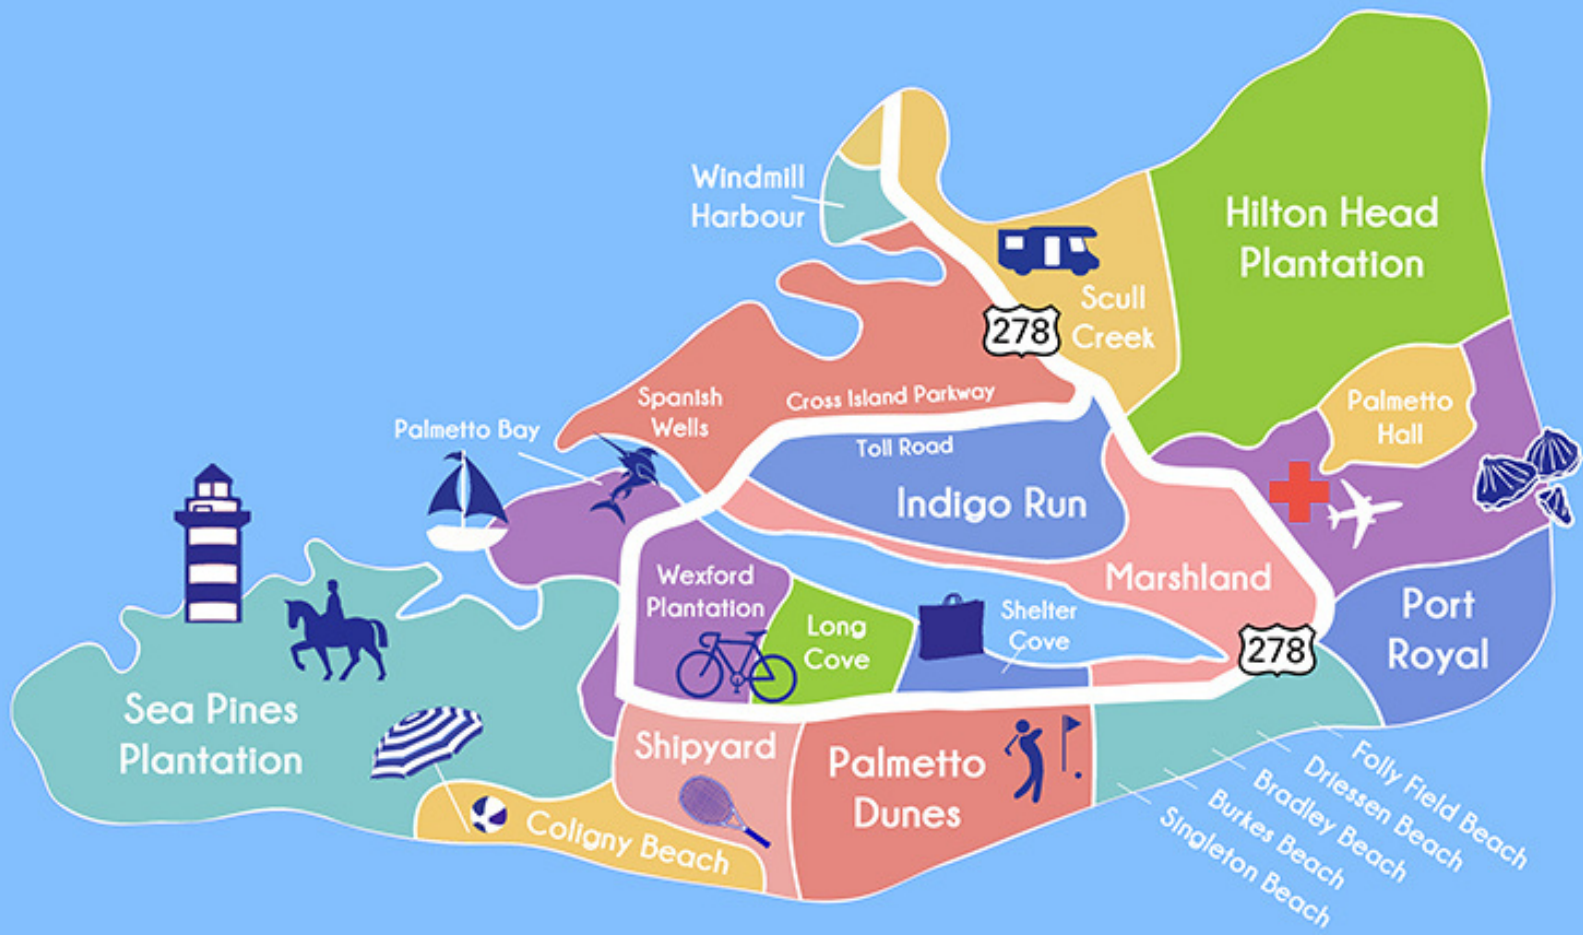 Windmill
Harbour
Hilton Head
Plantation
Scull
Creek
278
Spanish
Wells
Cross Island Parkway
Palmetto
Hall
Palmetto Bay
Toll Road
Indigo Run
Wexford
Plantation
Long
Cove
Shelter
Cove
Marshland
278
Port
Royal
Sea Pines
Plantation
Shipyard
Palmetto
Dunes
Coligny Beach
Folly Field Beach
Driessen Beach
Bradley Beach
Burkes Beach
Singleton Beach